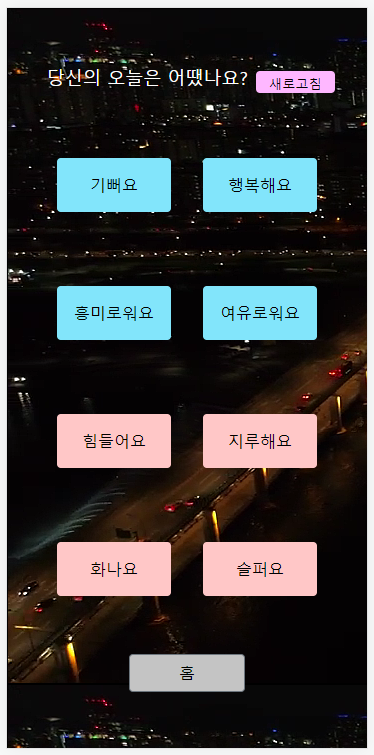 당신의 오늘은 어땠나요? 새로고침
기뻐요 행복해요
흥미로워요 여유로워요
힘들어요 지루해요
화나요 슬퍼요
홈